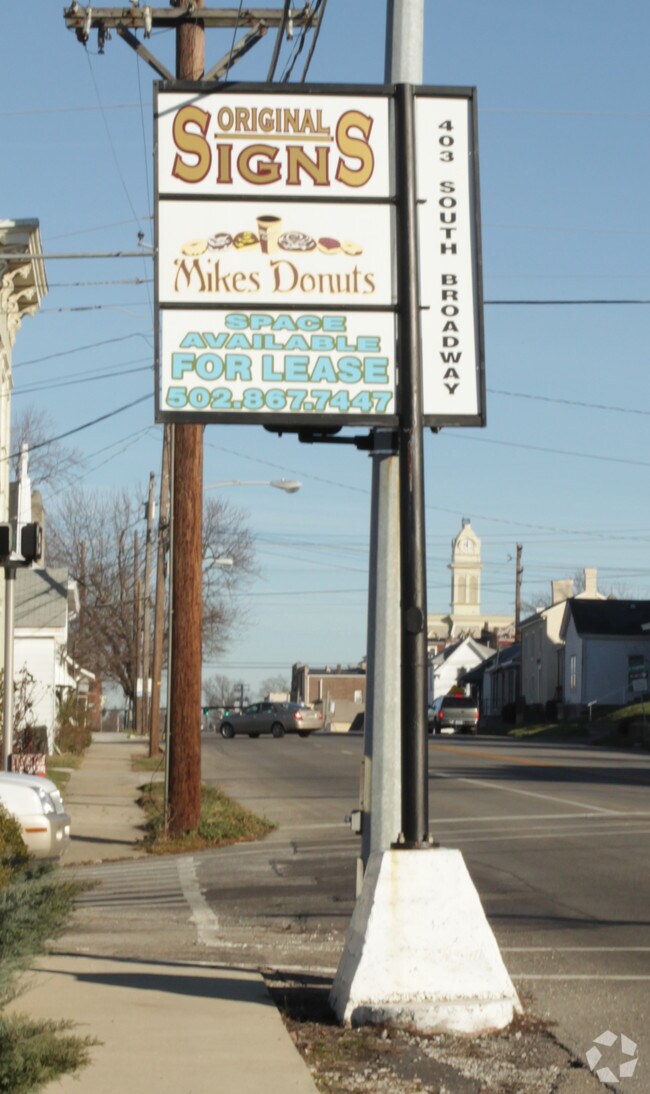 ORIGINAL
SIGNS
Mikes Donuts
SPACE
AVAILABLE
FOR LEASE
502.867.7447
403 SOUTH BROADWAY